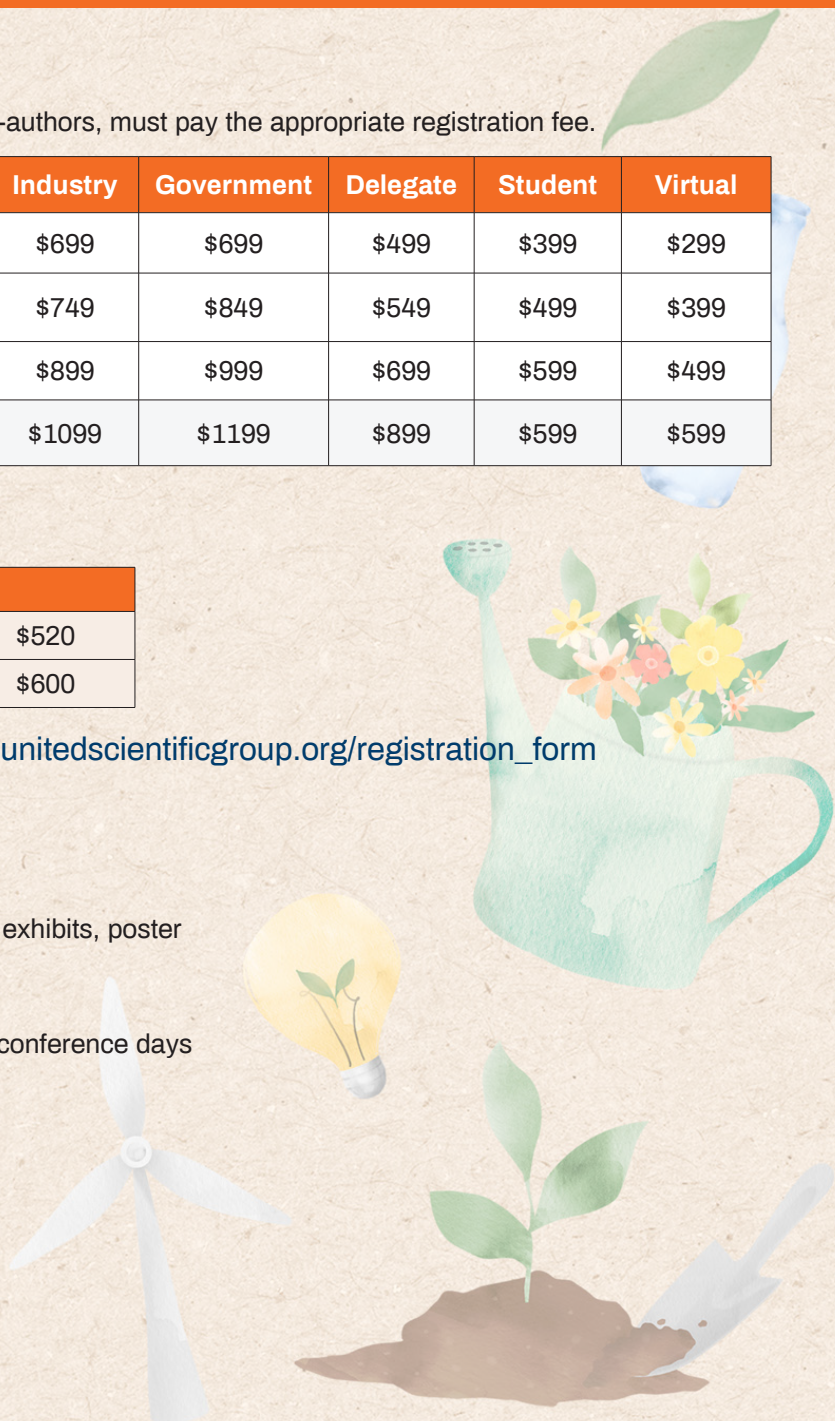 -authors, must pay the appropriate registration fee.
Industry Government Delegate Student Virtual
$699 $699 $499 $399 $299
$749 $849 $549 $499 $399
$899 $999 $699 $599 $499
$1099 $1199 $899 $599 $599
$520
$600
unitedscientificgroup.org/registration_form
exhibits, poster
conference days